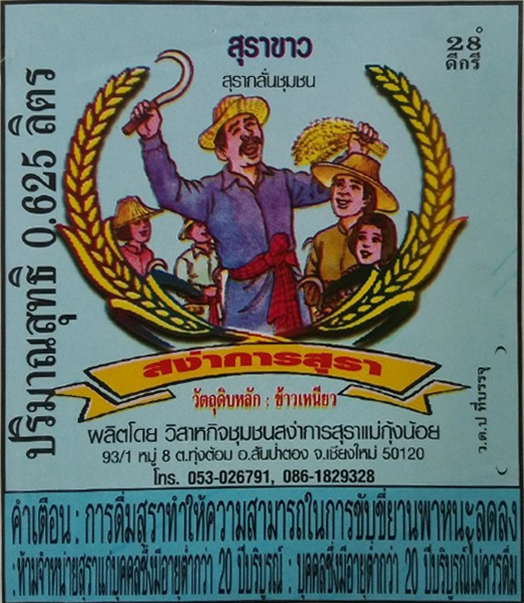 สุราขาว
สุรากลั่นชุมชน
28°
ดีกรี
ปริมาณสุทธิ 0.625 ลิตร
สง่าการสุรา
วัตถุดิบหลัก : ข้าวเหนียว
ว.ด.ป ที่บรรจุ
ผลิตโดย วิสาหกิจชุมชนสง่าการสุราแม่กุ้งน้อย
93/1 หมู่ 8 ต.ทุ่งต้อม อ.สันป่าตอง จ.เชียงใหม่ 50120
โทร. 053-026791, 086-1829328
คำเตือน : การดื่มสุราทำให้ความสามารถในการขับขี่ยานพาหนะลดลง
: ห้ามจำหน่ายสุราแก่บุคคลซึ่งมีอายุต่ำกว่า 20 ปีบริบูรณ์ : บุคคลซึ่งมีอายุต่ำกว่า 20 ปีบริบูรณ์ไม่ควรดื่ม